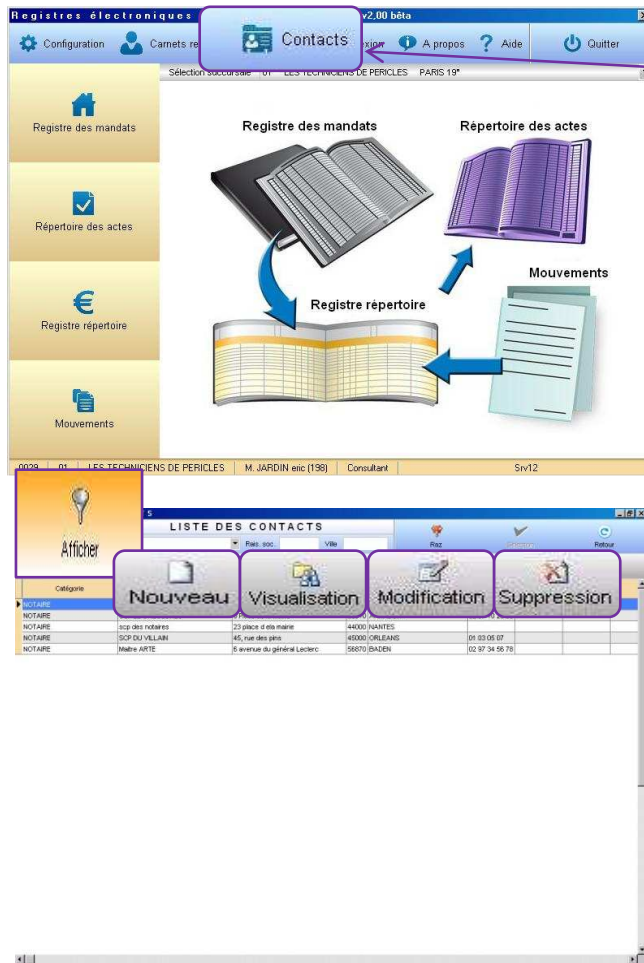 Registres électroniques v2,00 bêta
Configuration Carnets re Contacts xion A propos ? Aide Quitter
Sélection succursale 01 LES TECHNICIENS DE PERICLES PARIS 19°
Registre des mandats
Répertoire des actes
Registre répertoire
Mouvements
Registre des mandats
Répertoire des actes
Mouvements
Registre répertoire
0029 01 LES TECHNICIENS DE PERICLES M. JARDIN eric (198) Consultant Srv12
Afficher
LISTE DES CONTACTS
Rais. soc. Ville
Raz Retour
Nouveau Visualisation Modification Suppression
Catégorie
NOTAIRE
NOTAIRE
NOTAIRE scp des notaires 23 place d ela mairie 44000 NANTES
NOTAIRE SCP DU VILLAIN 45, rue des pins 45000 ORLEANS 01 03 05 07
NOTAIRE Maître ARTE 6 avenue du général Leclerc 56870 BADEN 02 97 34 56 78